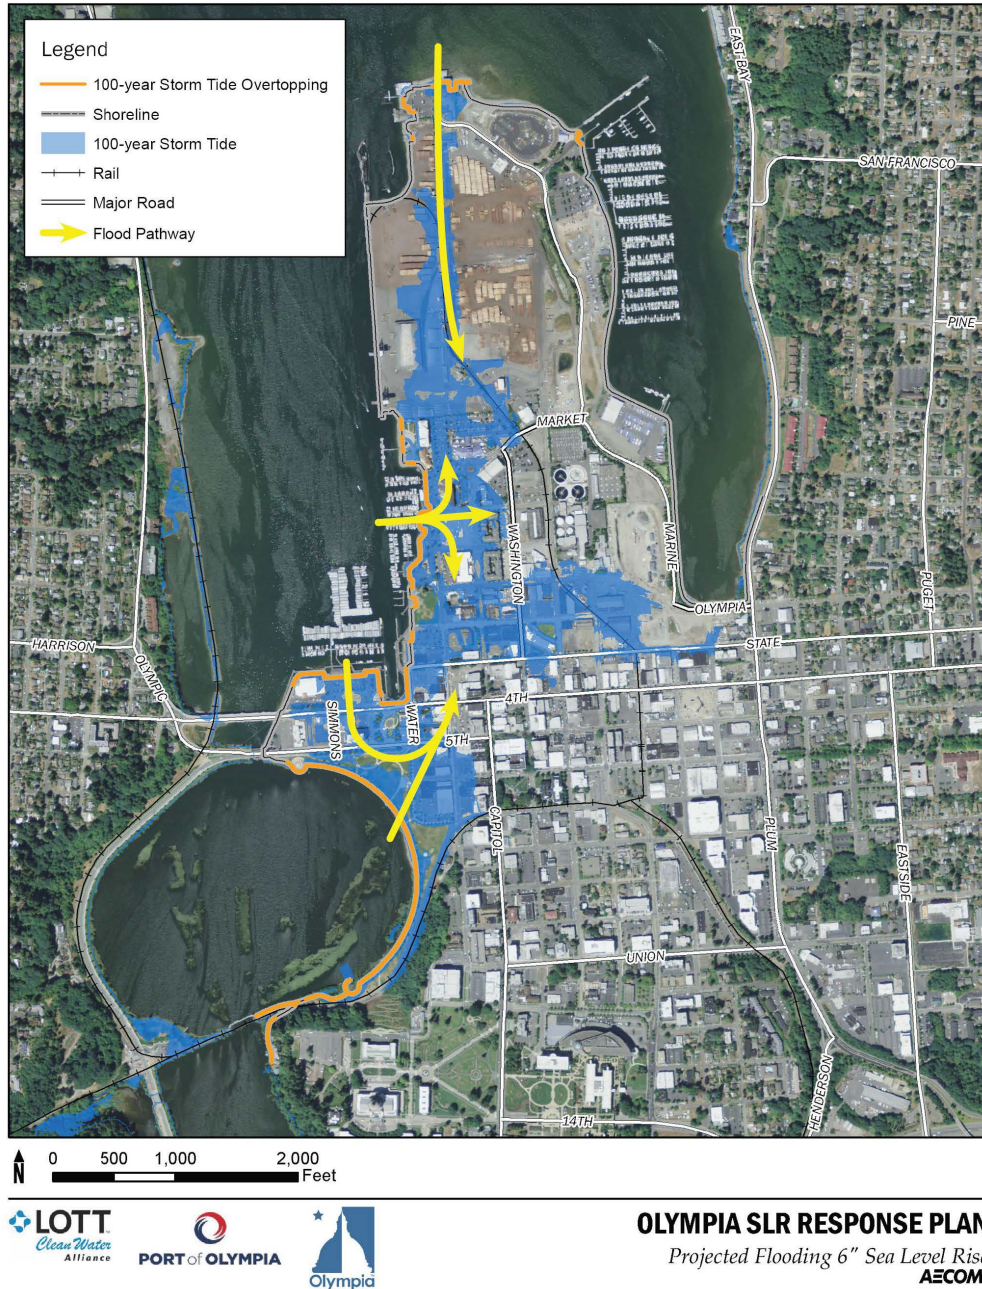 Legend
100-year Storm Tide Overtopping
Shoreline
100-year Storm Tide
Rail
Major Road
Flood Pathway
EAST BAY
SAN FRANCISCO
PINE
MARKET
WASHINGTON
MARINE
PUGET
OLYMPIA
STATE
HARRISON
OLYMPIC
4TH
WATER
SIMMONS
5TH
CAPITOL
PLUM
EASTSIDE
UNION
HENDERSON
14TH
N
0 500 1,000 2,000
Feet
LOTT
Clean Water
Alliance
PORT of OLYMPIA
Olympia
OLYMPIA SLR RESPONSE PLAN
Projected Flooding 6" Sea Level Rise
AECOM